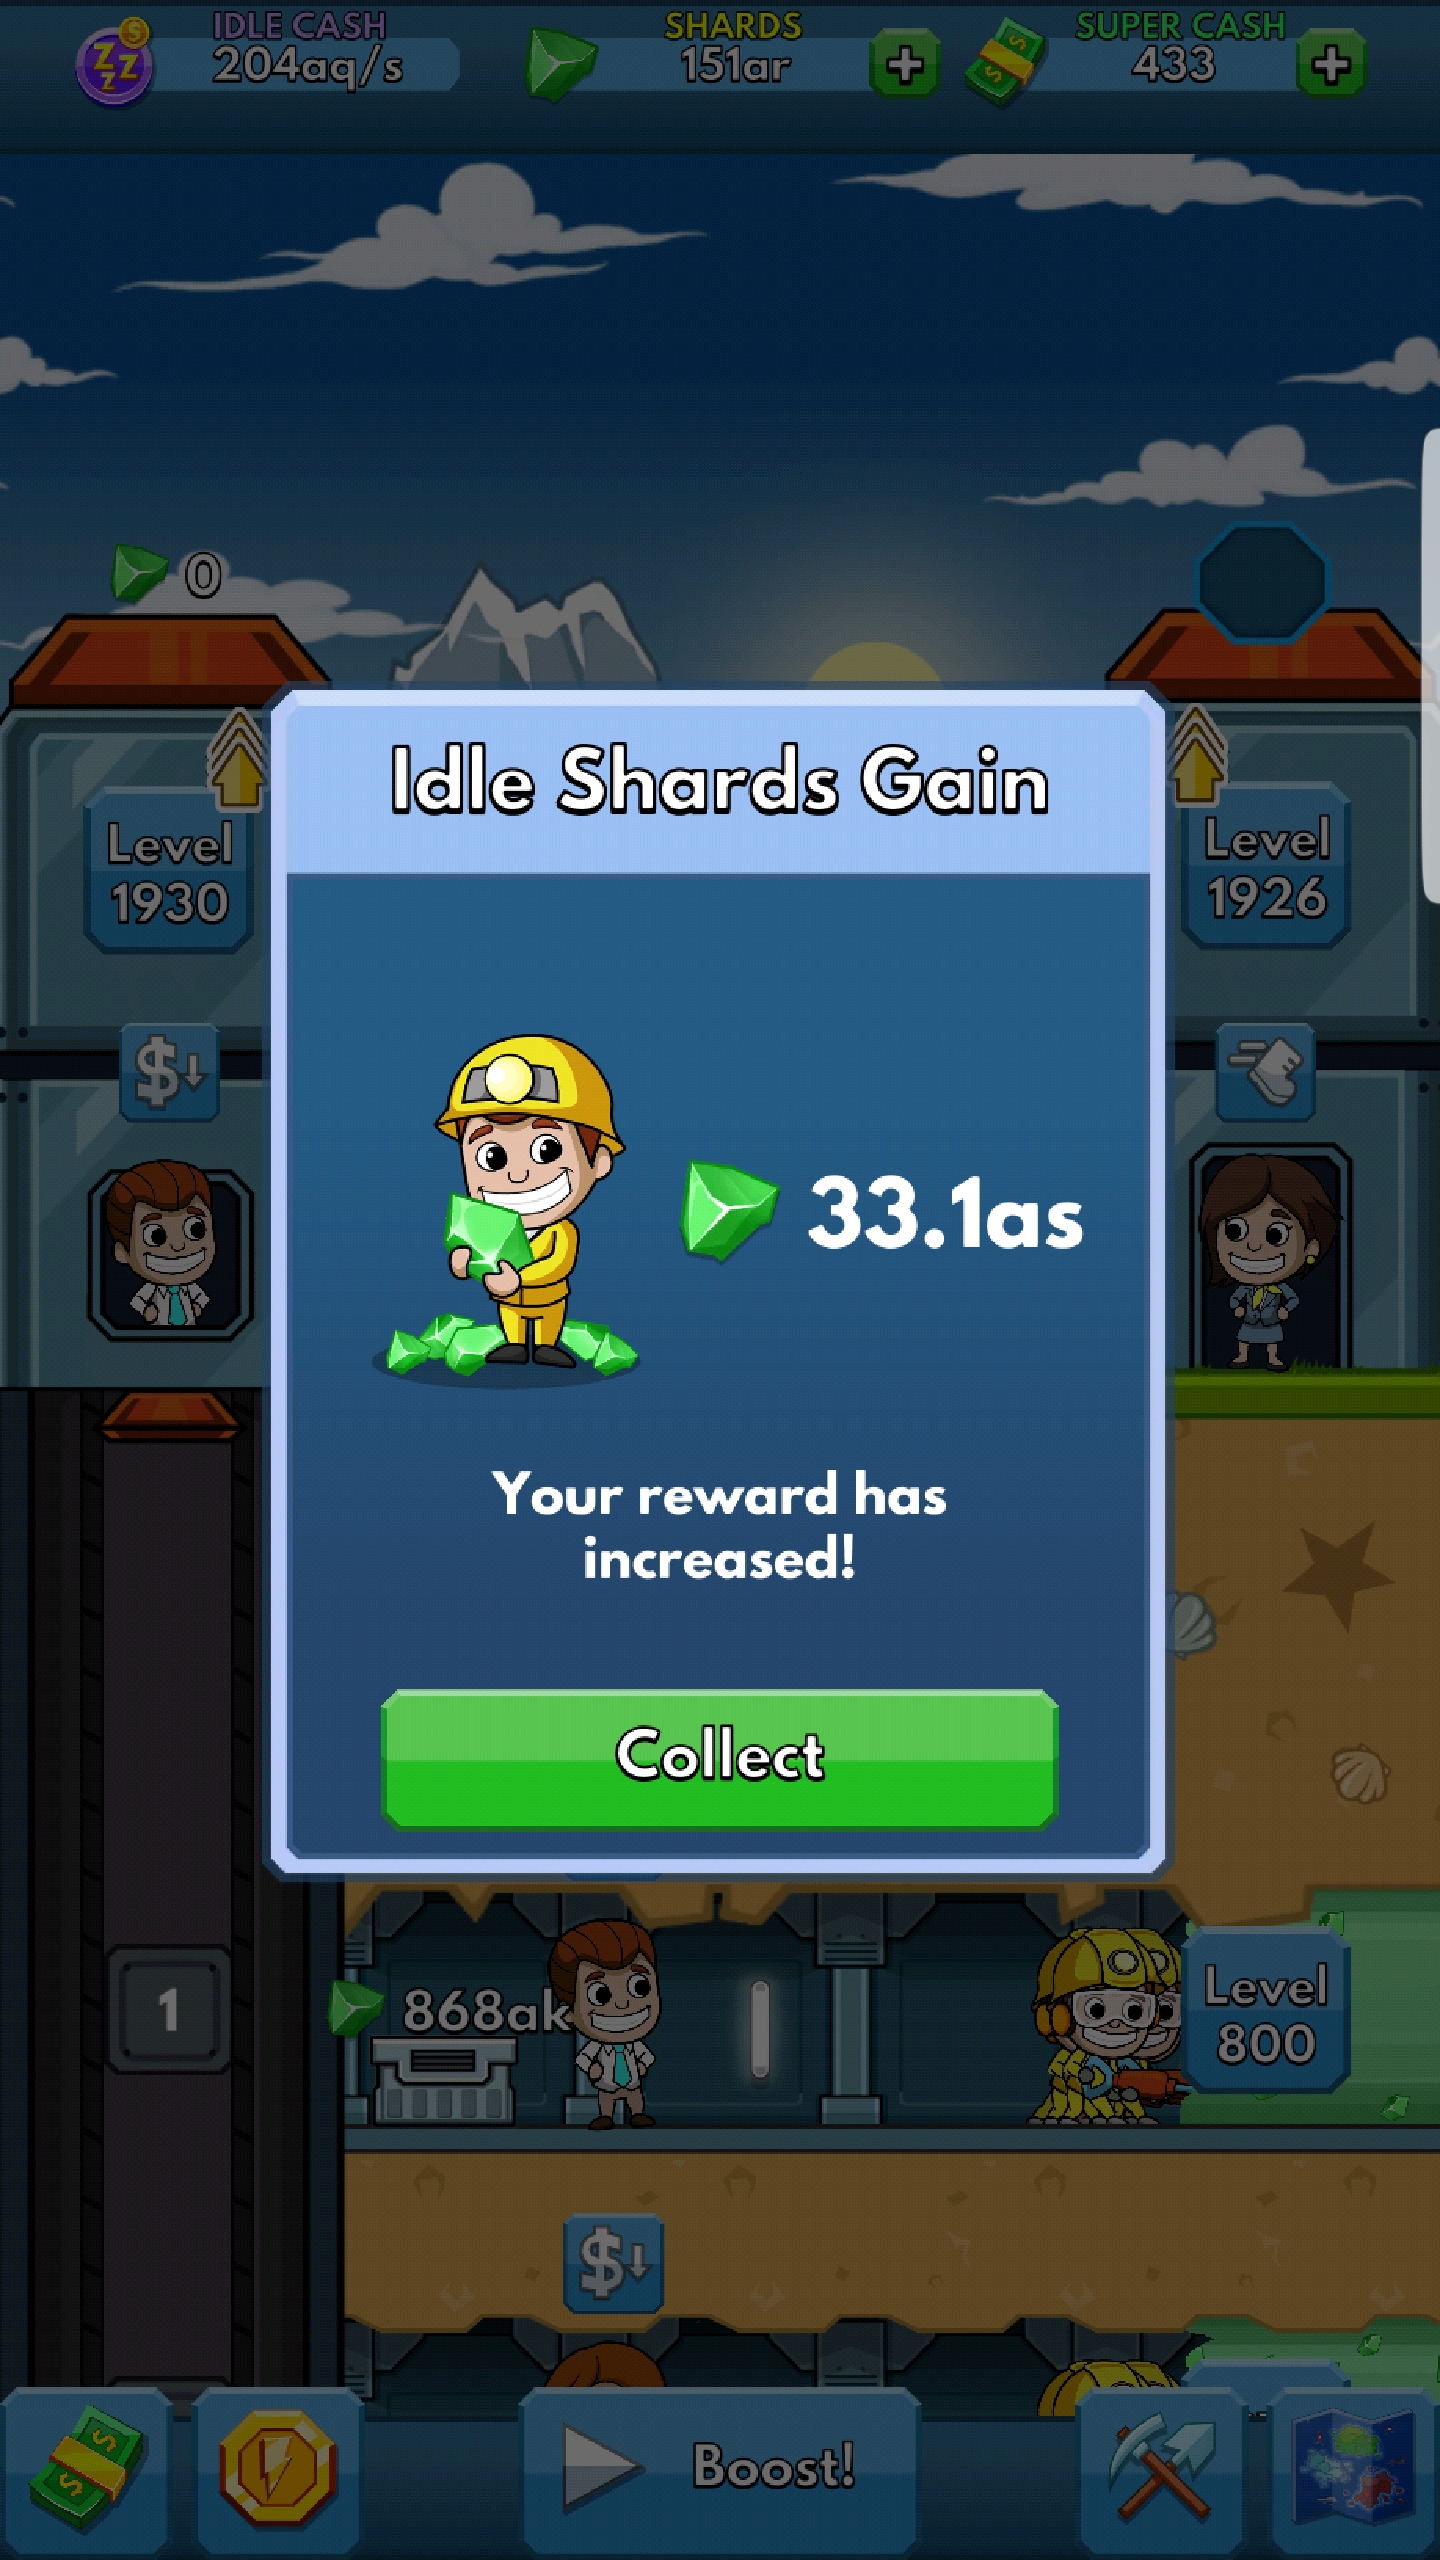 IDLE CASH
204aq/s
SHARDS
151ar
SUPER CASH
433
0
Idle Shards Gain
Level
1930
Level
1926
33.1as
Your reward has
increased!
Collect
1
868ak
Level
800
Boost!